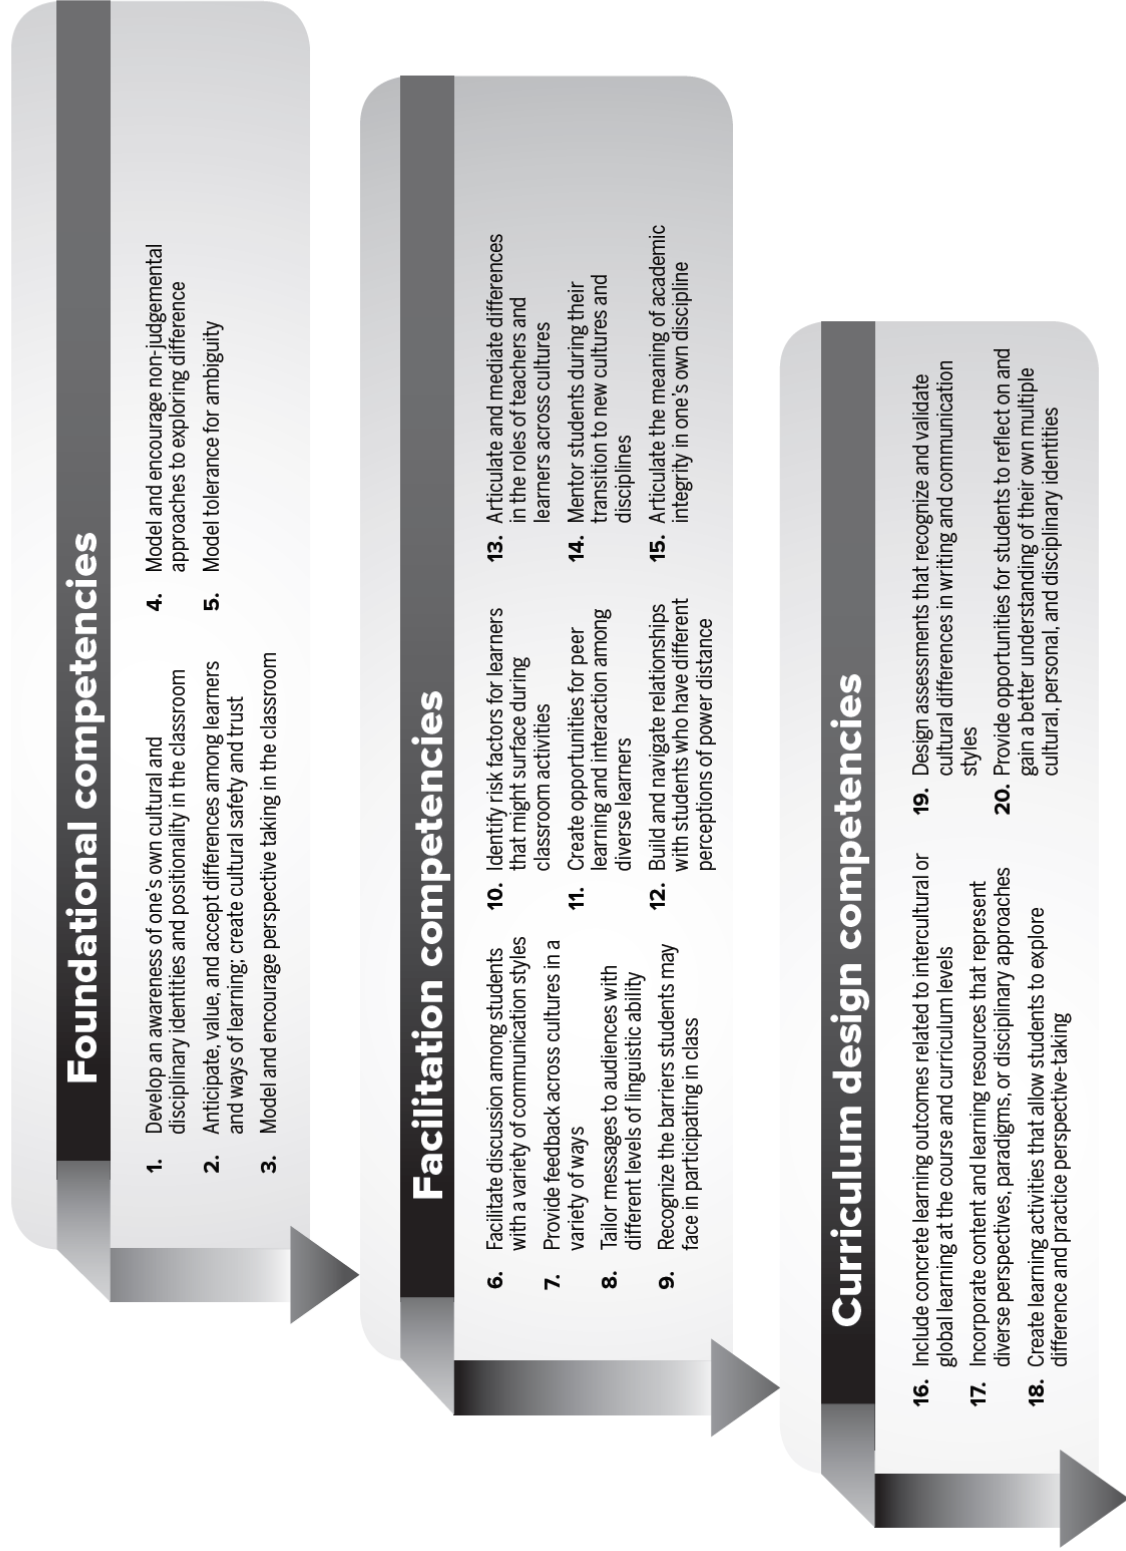 Foundational competencies
1. Develop an awareness of one's own cultural and
disciplinary identities and positionality in the classroom
2. Anticipate, value, and accept differences among learners
and ways of learning; create cultural safety and trust
3. Model and encourage perspective taking in the classroom
4. Model and encourage non-judgemental
approaches to exploring difference
5. Model tolerance for ambiguity
Facilitation competencies
6. Facilitate discussion among students
with a variety of communication styles
7. Provide feedback across cultures in a
variety of ways
8. Tailor messages to audiences with
different levels of linguistic ability
9. Recognize the barriers students may
face in participating in class
10. Identify risk factors for learners
that might surface during
classroom activities
11. Create opportunities for peer
learning and interaction among
diverse learners
12. Build and navigate relationships
with students who have different
perceptions of power distance
13. Articulate and mediate differences
in the roles of teachers and
learners across cultures
14. Mentor students during their
transition to new cultures and
disciplines
15. Articulate the meaning of academic
integrity in one's own discipline
Curriculum design competencies
16. Include concrete learning outcomes related to intercultural or
global learning at the course and curriculum levels
17. Incorporate content and learning resources that represent
diverse perspectives, paradigms, or disciplinary approaches
18. Create learning activities that allow students to explore
difference and practice perspective-taking
19. Design assessments that recognize and validate
cultural differences in writing and communication
styles
20. Provide opportunities for students to reflect on and
gain a better understanding of their own multiple
cultural, personal, and disciplinary identities